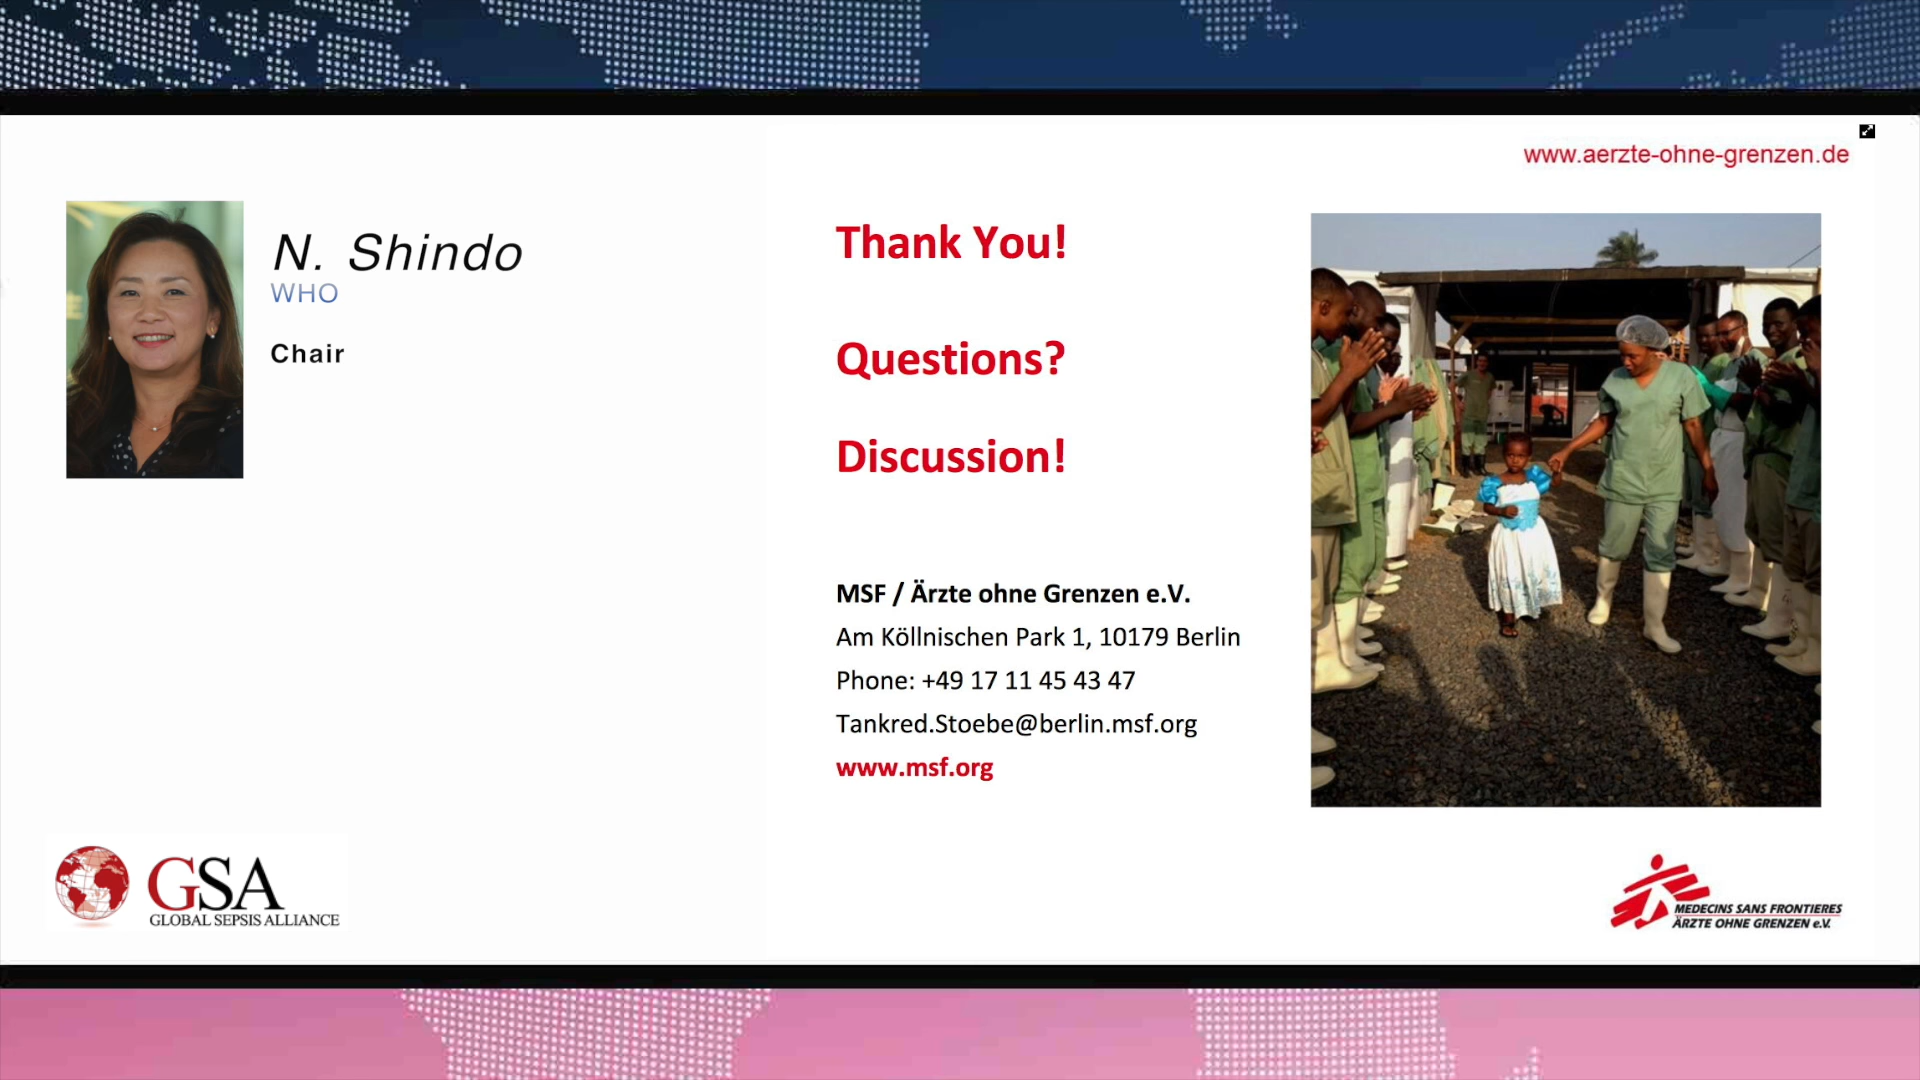 www.aerzte-ohne-grenzen.de
N. Shindo
WHO
Chair
Thank You!
Questions?
Discussion!
MSF / Ärzte ohne Grenzen e.V.
Am Köllnischen Park 1, 10179 Berlin
Phone: +49 17 11 45 43 47
Tankred.Stoebe@berlin.msf.org
www.msf.org
GSA
GLOBAL SEPSIS ALLIANCE
MEDECINS SANS FRONTIERES
ÄRZTE OHNE GRENZEN e.V.